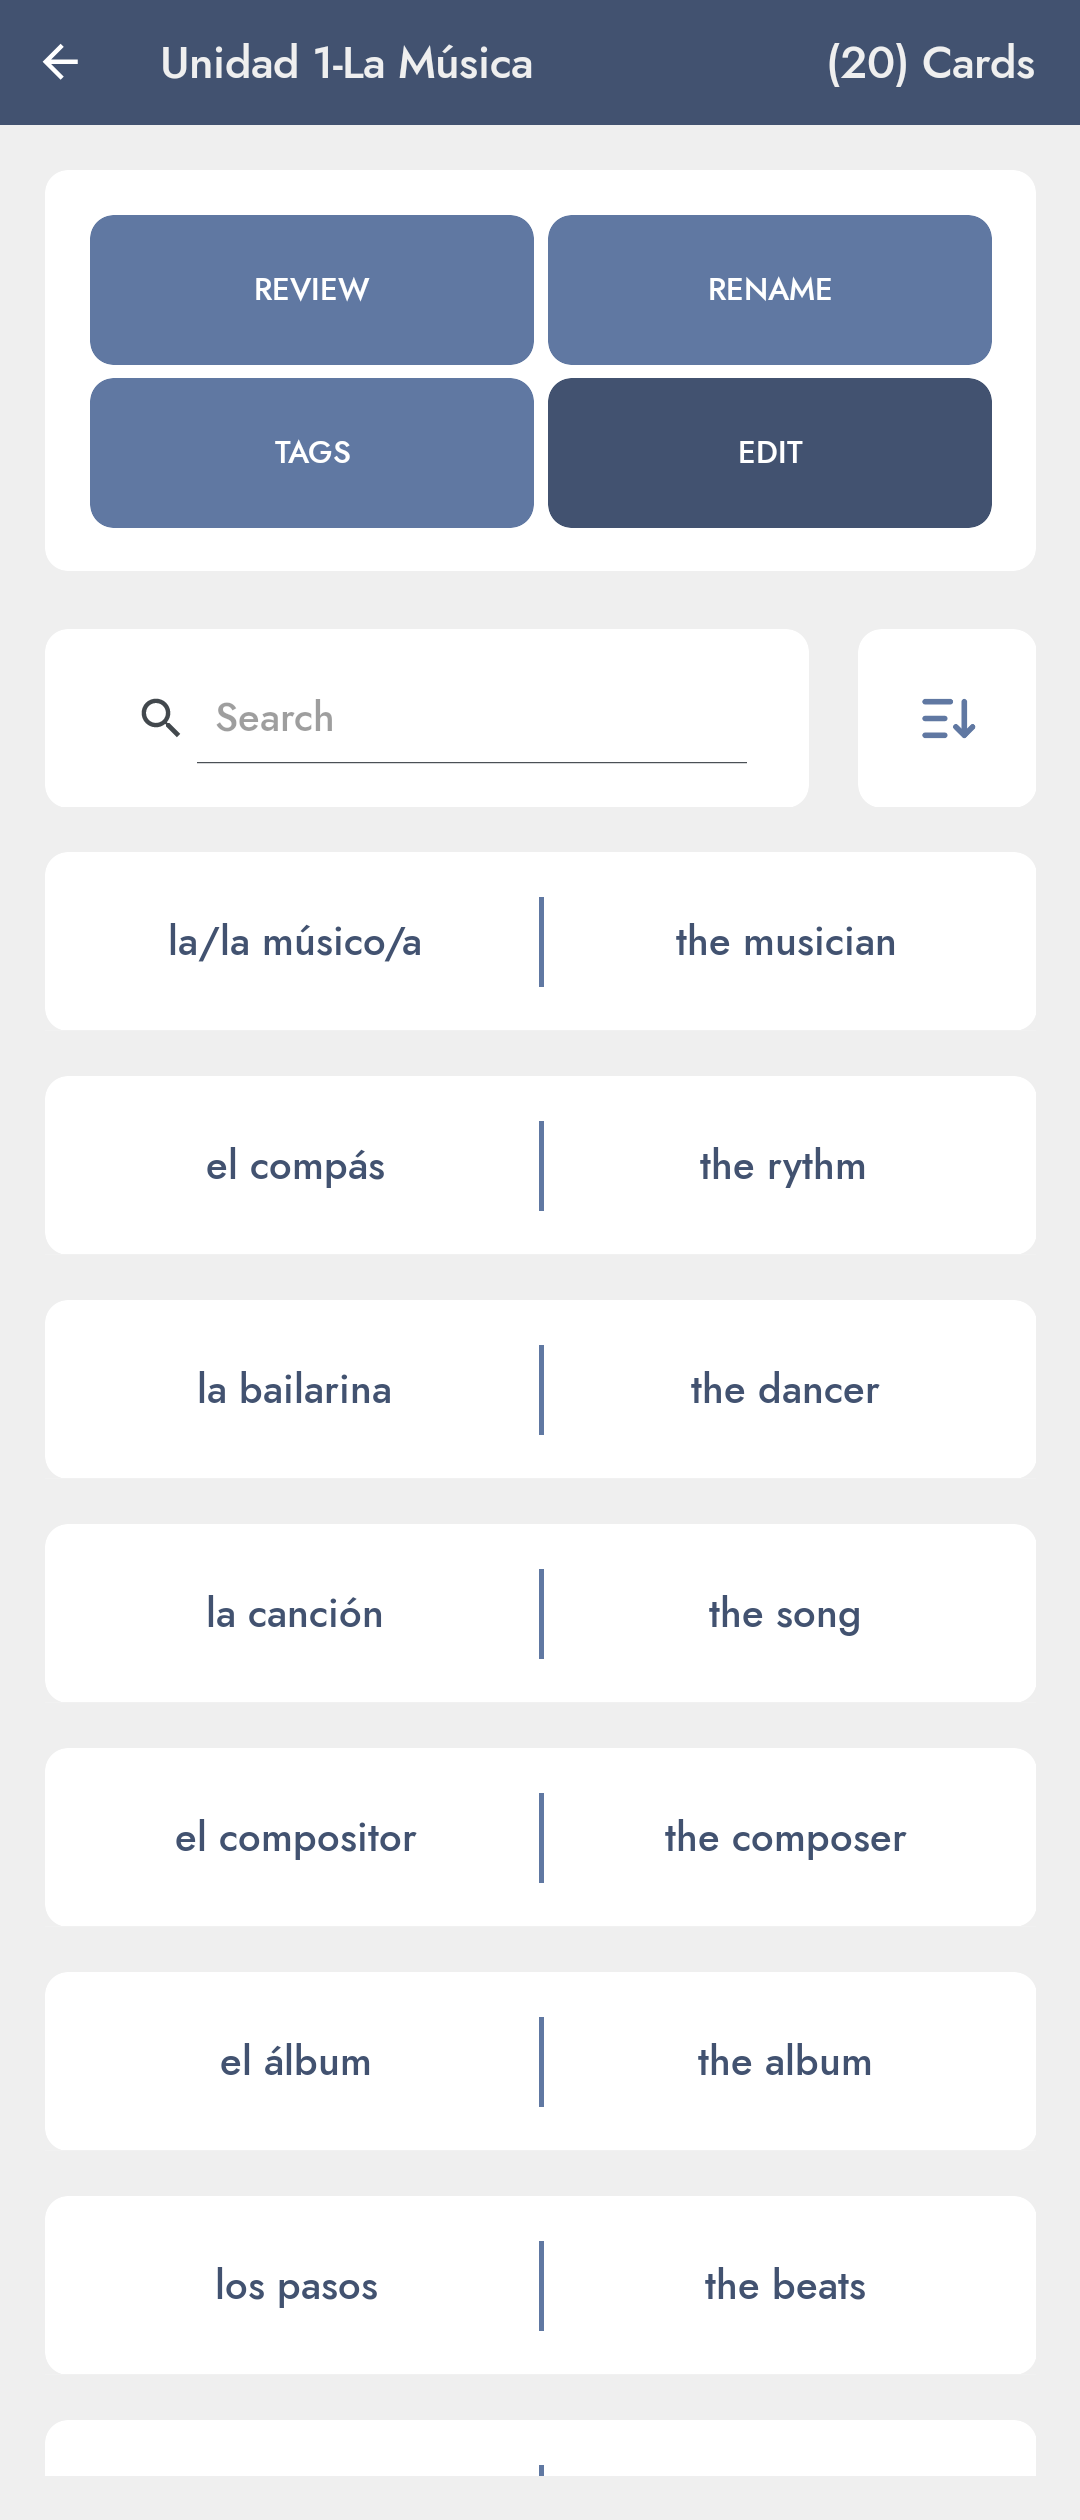 Unidad 1-La Música
(20) Cards
REVIEW
RENAME
TAGS
EDIT
Search
la/la músico/a
the musician
el compás
the rythm
la bailarina
the dancer
la canción
the song
el compositor
the composer
el álbum
the album
los pasos
the beats